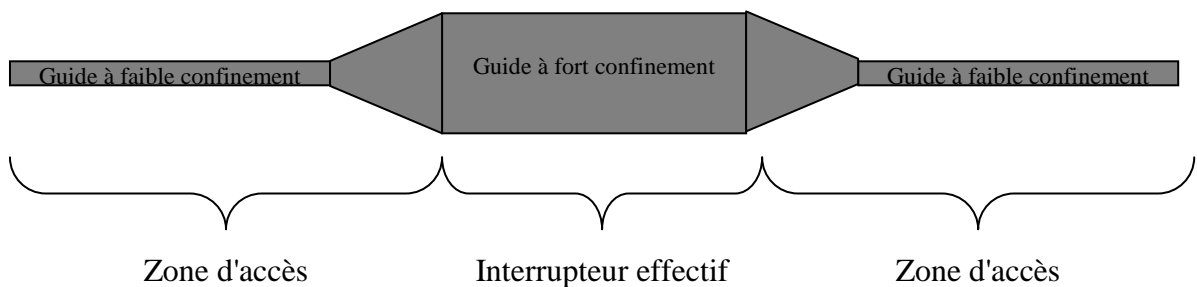 Guide à faible confinement
Guide à fort confinement
Guide à faible confinement
Zone d'accès
Interrupteur effectif
Zone d'accès